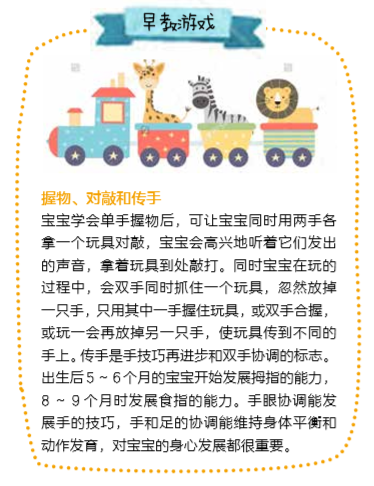 早教游戏
握物、对敲和传手
宝宝学会单手握物后，可让宝宝同时用两手各
拿一个玩具对敲，宝宝会高兴地听着它们发出
的声音，拿着玩具到处敲打。同时宝宝在玩的
过程中，会双手同时抓住一个玩具，忽然放掉
一只手，只用其中一手握住玩具，或双手合握，
或玩一会再放掉另一只手，使玩具传到不同的
手上。传手是手技巧再进步和双手协调的标志。
出生后5～6个月的宝宝开始发展拇指的能力，
8～9个月时发展食指的能力。手眼协调能发
展手的技巧，手和足的协调能维持身体平衡和
动作发育，对宝宝的身心发展都很重要。